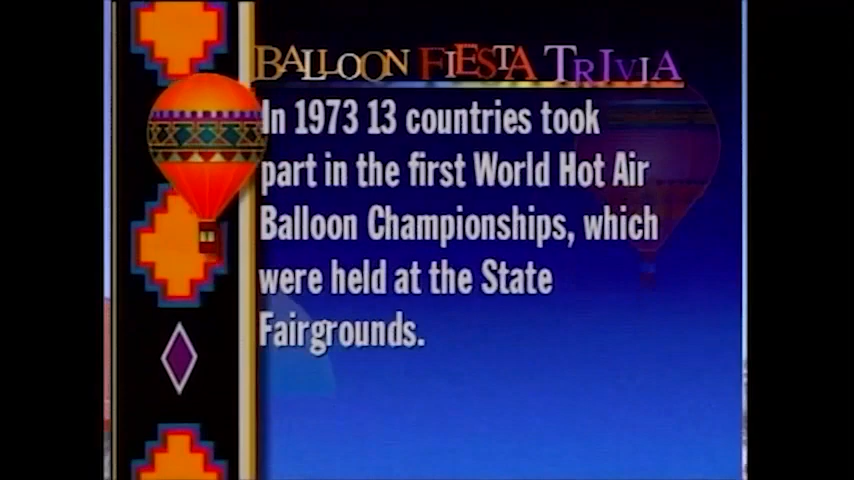 BALLOON FIESTA TRIVIA
In 1973 13 countries took
part in the first World Hot Air
Balloon Championships, which
were held at the State
Fairgrounds.